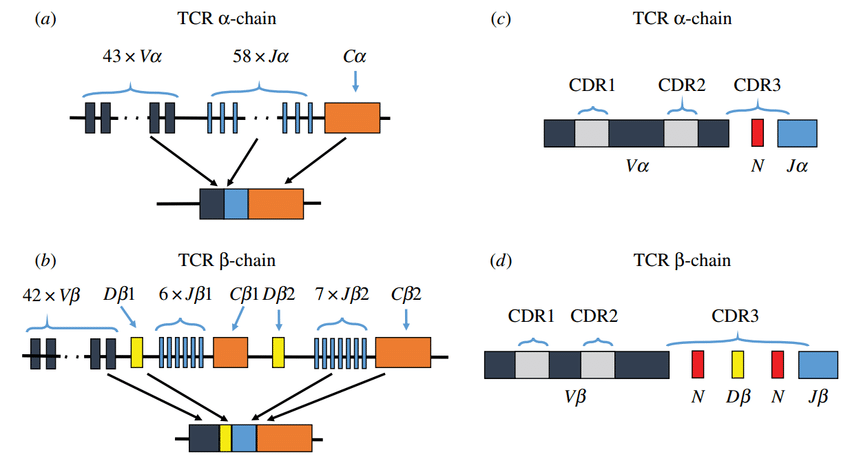 (a) TCR α-chain
43 × Vα 58 × Jα Cα
(b) TCR β-chain
42 × Vβ Dβ1 6 × Jβ1 Cβ1 Dβ2 7 × Jβ2 Cβ2
(c) TCR α-chain
CDR1 CDR2 CDR3
Vα N Jα
(d) TCR β-chain
CDR1 CDR2 CDR3
Vβ N Dβ N Jβ